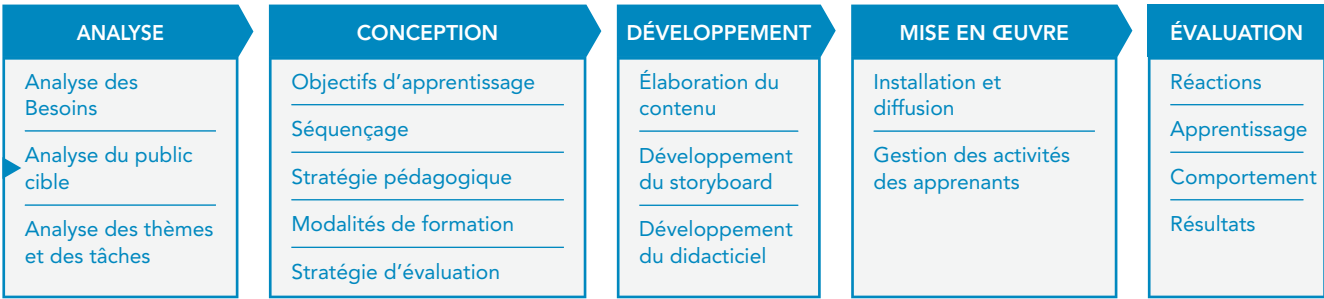 ANALYSE
Analyse des
Besoins
Analyse du public
cible
Analyse des thèmes
et des tâches
CONCEPTION
Objectifs d’apprentissage
Séquençage
Stratégie pédagogique
Modalités de formation
Stratégie d’évaluation
DÉVELOPPEMENT
Élaboration du
contenu
Développement
du storyboard
Développement
du didacticiel
MISE EN ŒUVRE
Installation et
diffusion
Gestion des activités
des apprenants
ÉVALUATION
Réactions
Apprentissage
Comportement
Résultats